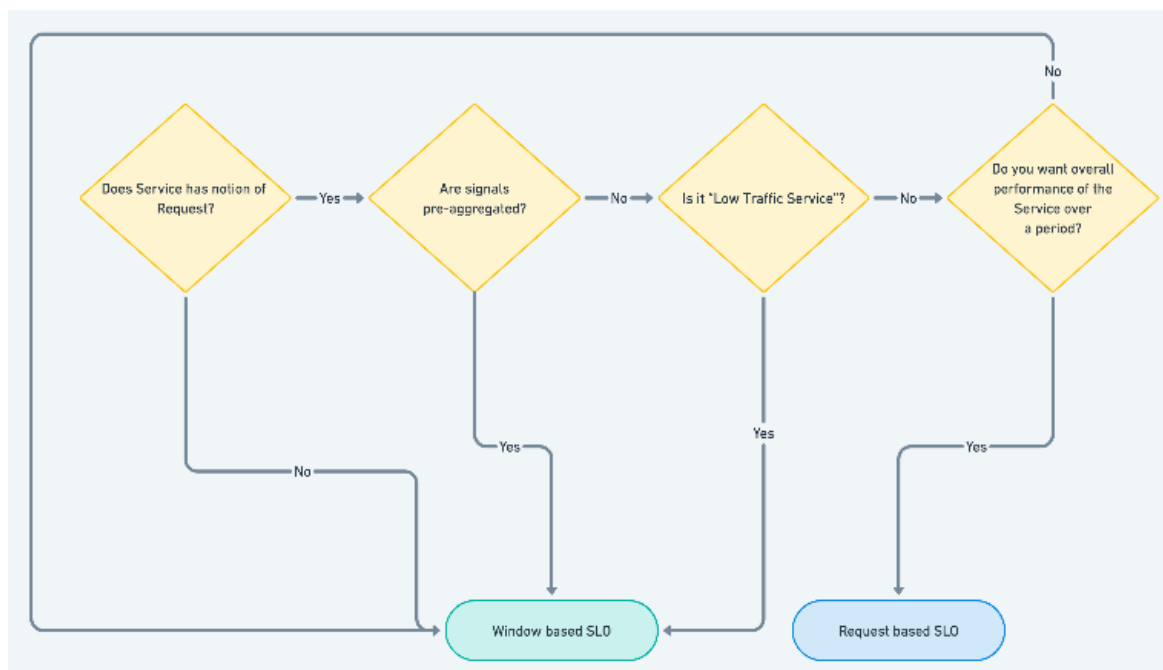 No
Does Service has notion of
Request?
Yes
Are signals
pre-aggregated?
No
Is it "Low Traffic Service"?
No
Do you want overall
performance of the
Service over
a period?
Yes
Yes
Yes
No
Window based SLO
Request based SLO